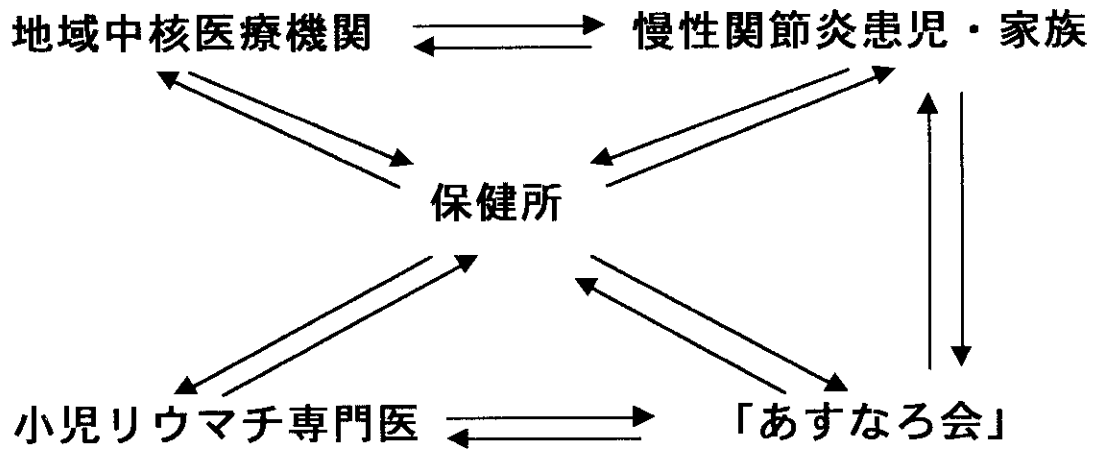 地域中核医療機関
慢性関節炎患児・家族
保健所
小児リウマチ専門医
「あすなろ会」